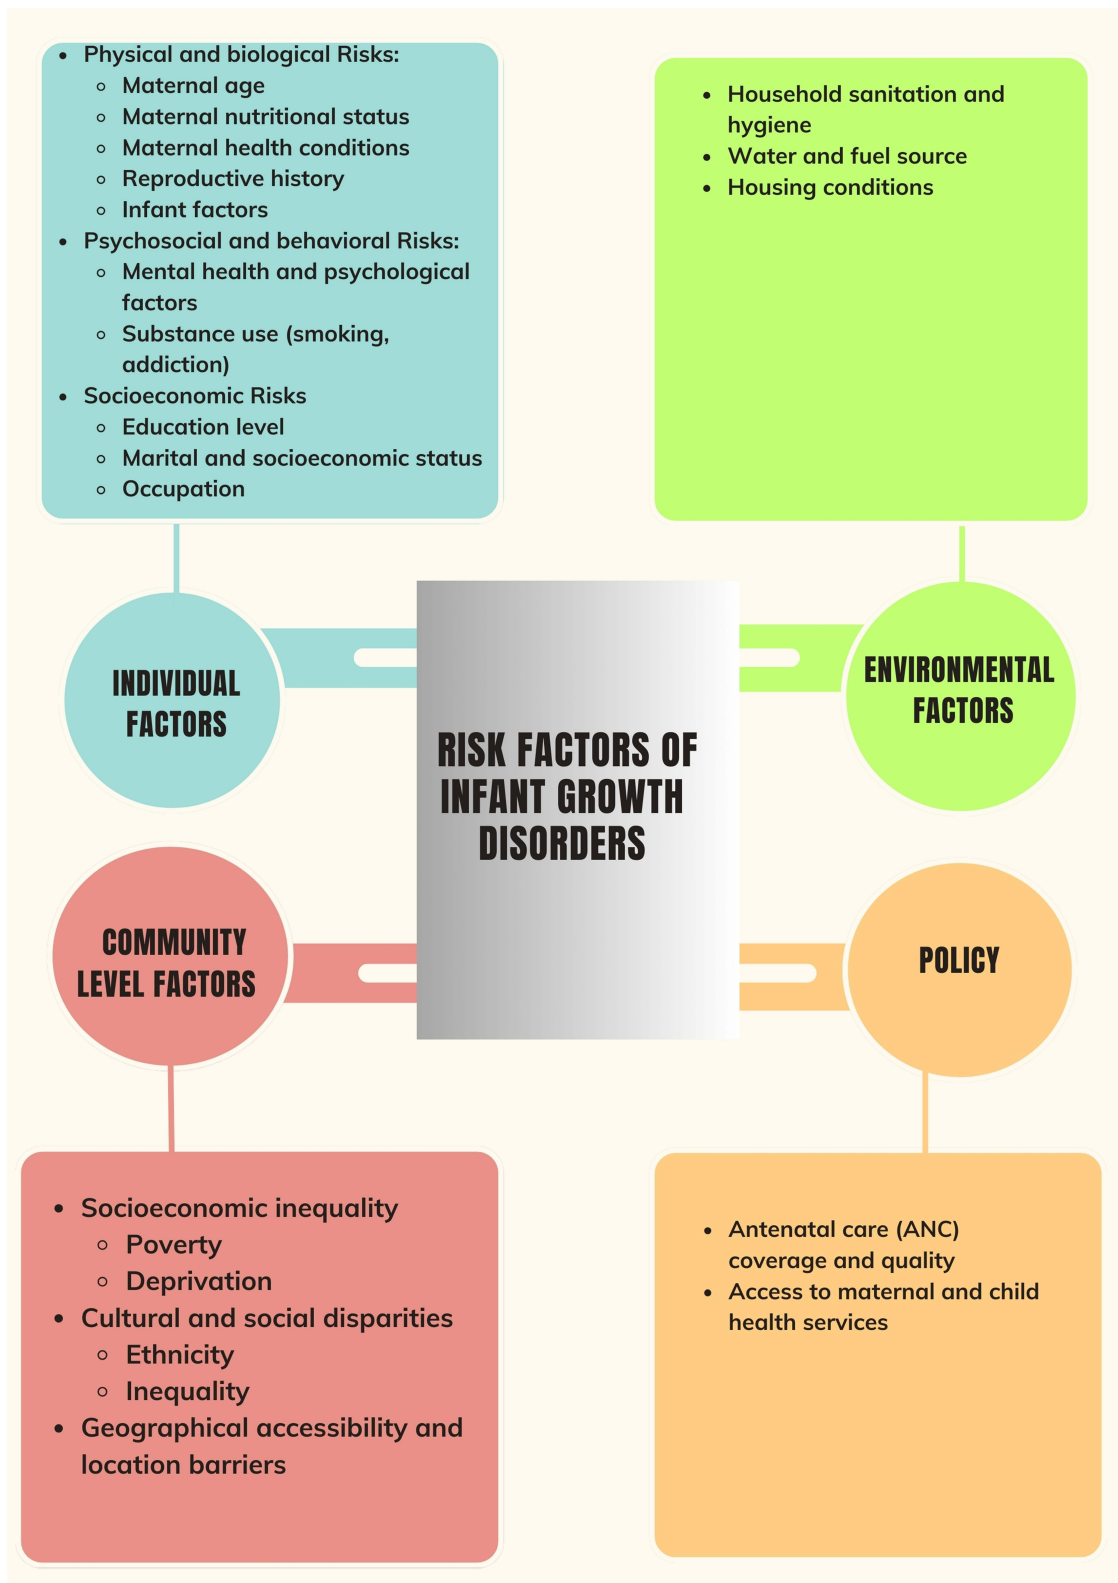 • Physical and biological Risks:
◦ Maternal age
◦ Maternal nutritional status
◦ Maternal health conditions
◦ Reproductive history
◦ Infant factors
• Psychosocial and behavioral Risks:
◦ Mental health and psychological
factors
◦ Substance use (smoking,
addiction)
• Socioeconomic Risks
◦ Education level
◦ Marital and socioeconomic status
◦ Occupation
• Household sanitation and
hygiene
• Water and fuel source
• Housing conditions
INDIVIDUAL
FACTORS
ENVIRONMENTAL
FACTORS
RISK FACTORS OF
INFANT GROWTH
DISORDERS
COMMUNITY
LEVEL FACTORS
POLICY
• Socioeconomic inequality
◦ Poverty
◦ Deprivation
• Cultural and social disparities
◦ Ethnicity
◦ Inequality
• Geographical accessibility and
location barriers
• Antenatal care (ANC)
coverage and quality
• Access to maternal and child
health services